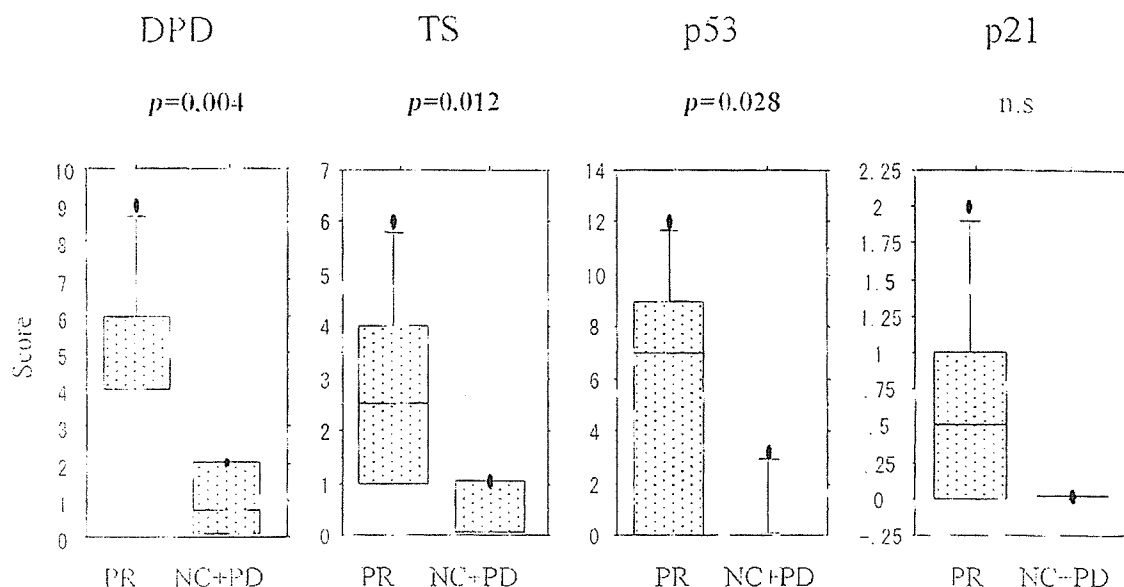 DPD TS p53 p21
p=0.004 p=0.012 p=0.028 n.s
Score
10 7 14 2.25
9 6 12 2
8 5 10 1.75
7 4 8 1.5
6 3 6 1.25
5 2 4 1
4 1 2 .75
3 0 0 .5
2 .25
1 0
0 -.25
PR NC+PD PR NC+PD PR NC+PD PR NC+PD